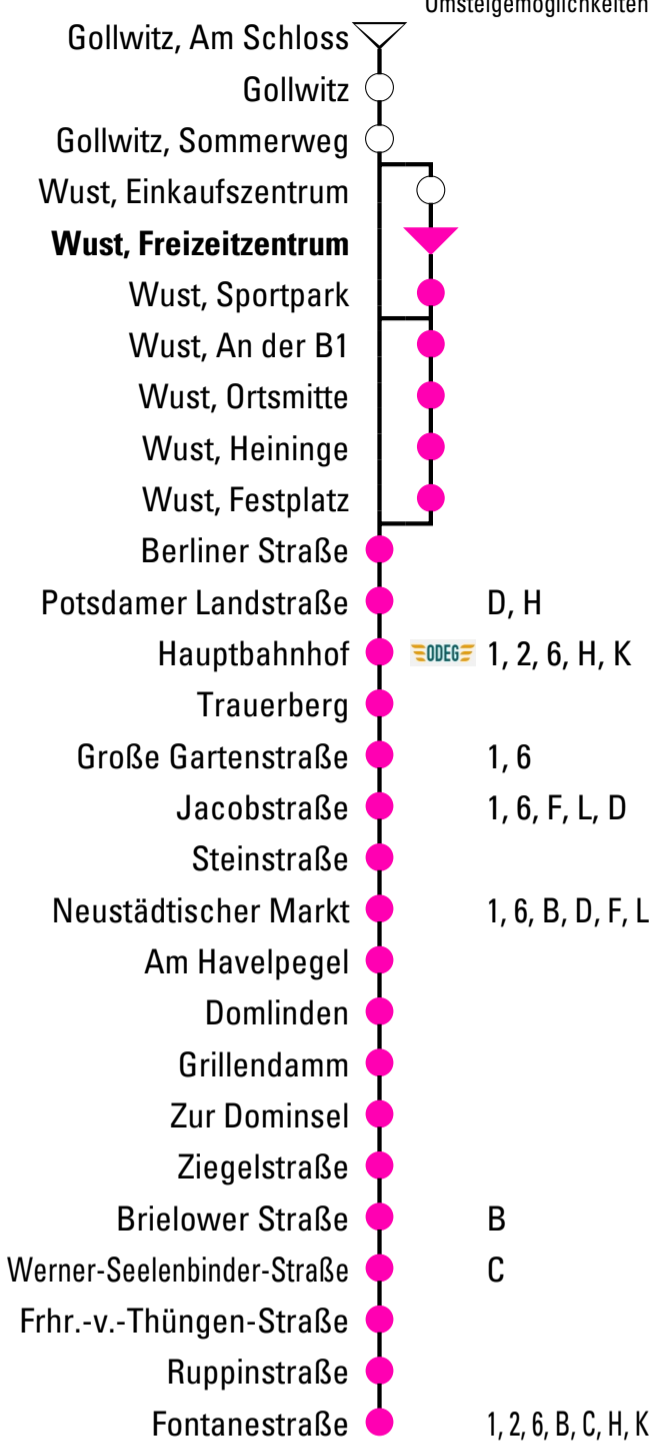 Umsteigemöglichkeiten
Gollwitz, Am Schloss
Gollwitz
Gollwitz, Sommerweg
Wust, Einkaufszentrum
Wust, Freizeitzentrum
Wust, Sportpark
Wust, An der B1
Wust, Ortsmitte
Wust, Heininge
Wust, Festplatz
Berliner Straße
Potsdamer Landstraße D, H
Hauptbahnhof ODEG 1, 2, 6, H, K
Trauerberg
Große Gartenstraße 1, 6
Jacobstraße 1, 6, F, L, D
Steinstraße
Neustädtischer Markt 1, 6, B, D, F, L
Am Havelpegel
Domlinden
Grillendamm
Zur Dominsel
Ziegelstraße
Brielower Straße B
Werner-Seelenbinder-Straße C
Frhr.-v.-Thüngen-Straße
Ruppinstraße
Fontanestraße 1, 2, 6, B, C, H, K